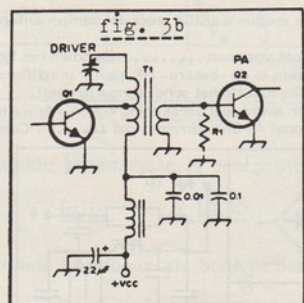 fig. 3b
DRIVER
T1
PA
Q2
Q1
R1
0.01
0.1
22µF
+
+VCC